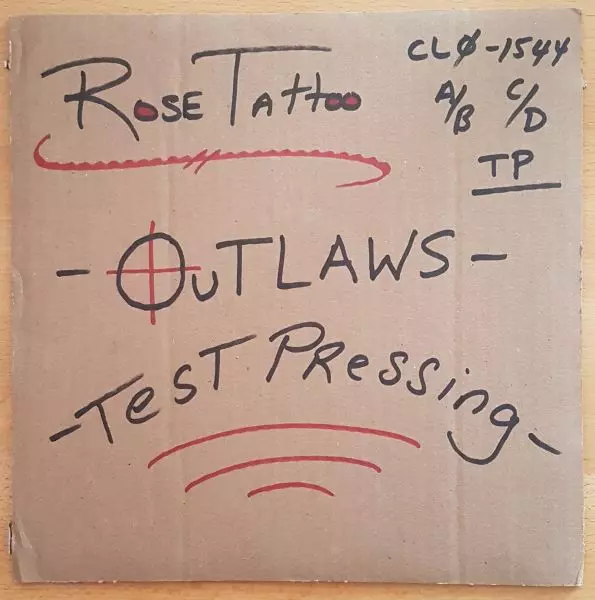 Rose Tattoo
CLØ-1544
A/B C/D
TP
- OuTLAWS -
- TesT PRessing -